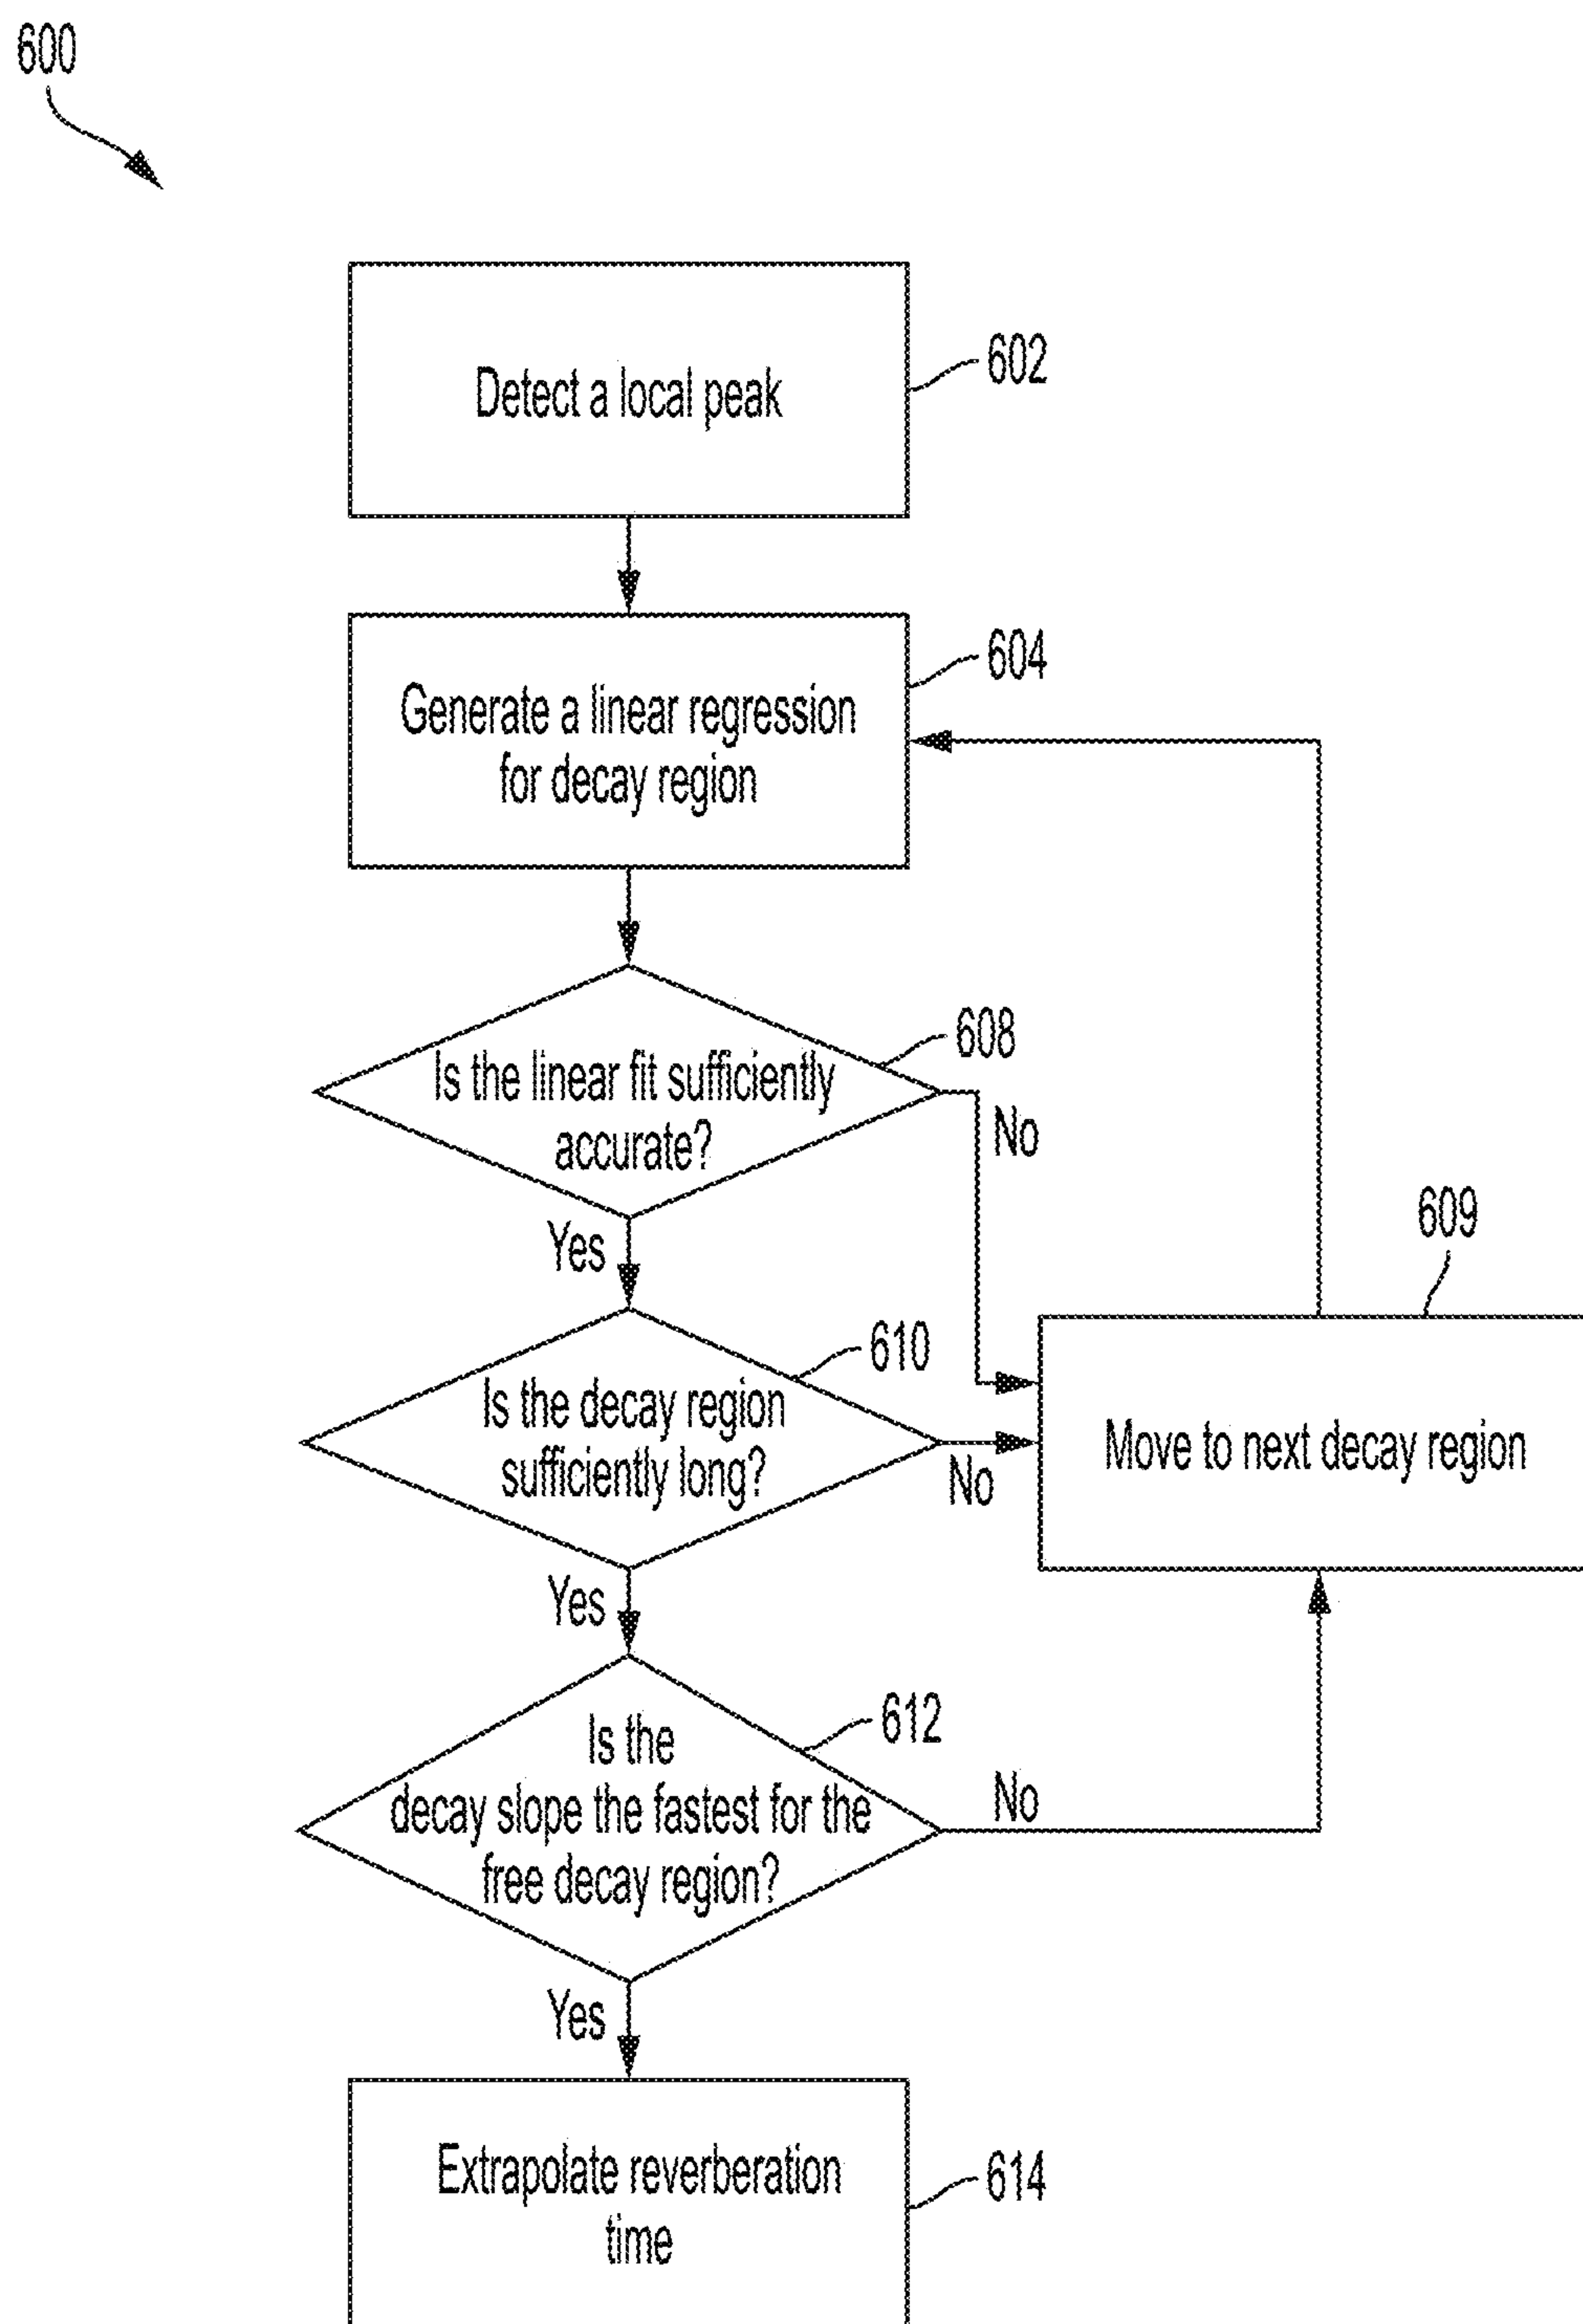 600
Detect a local peak
602
Generate a linear regression
for decay region
604
Is the linear fit sufficiently
accurate?
608
No
Yes
609
Move to next decay region
Is the decay region
sufficiently long?
610
No
Yes
Is the
decay slope the fastest for the
free decay region?
612
No
Yes
Extrapolate reverberation
time
614